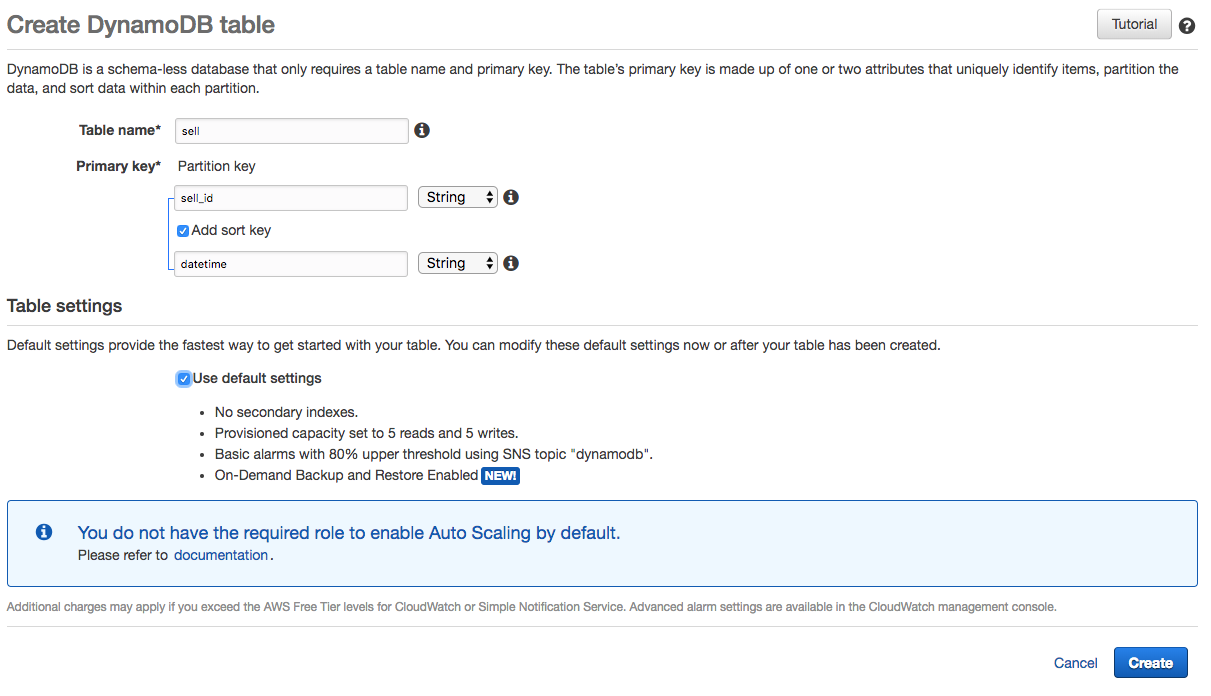 Create DynamoDB table
Tutorial
DynamoDB is a schema-less database that only requires a table name and primary key. The table's primary key is made up of one or two attributes that uniquely identify items, partition the
data, and sort data within each partition.
Table name*
sell
Primary key*
Partition key
sell_id
String
Add sort key
datetime
String
Table settings
Default settings provide the fastest way to get started with your table. You can modify these default settings now or after your table has been created.
Use default settings
• No secondary indexes.
• Provisioned capacity set to 5 reads and 5 writes.
• Basic alarms with 80% upper threshold using SNS topic "dynamodb".
• On-Demand Backup and Restore Enabled NEW!
You do not have the required role to enable Auto Scaling by default.
Please refer to documentation.
Additional charges may apply if you exceed the AWS Free Tier levels for CloudWatch or Simple Notification Service. Advanced alarm settings are available in the CloudWatch management console.
Cancel
Create